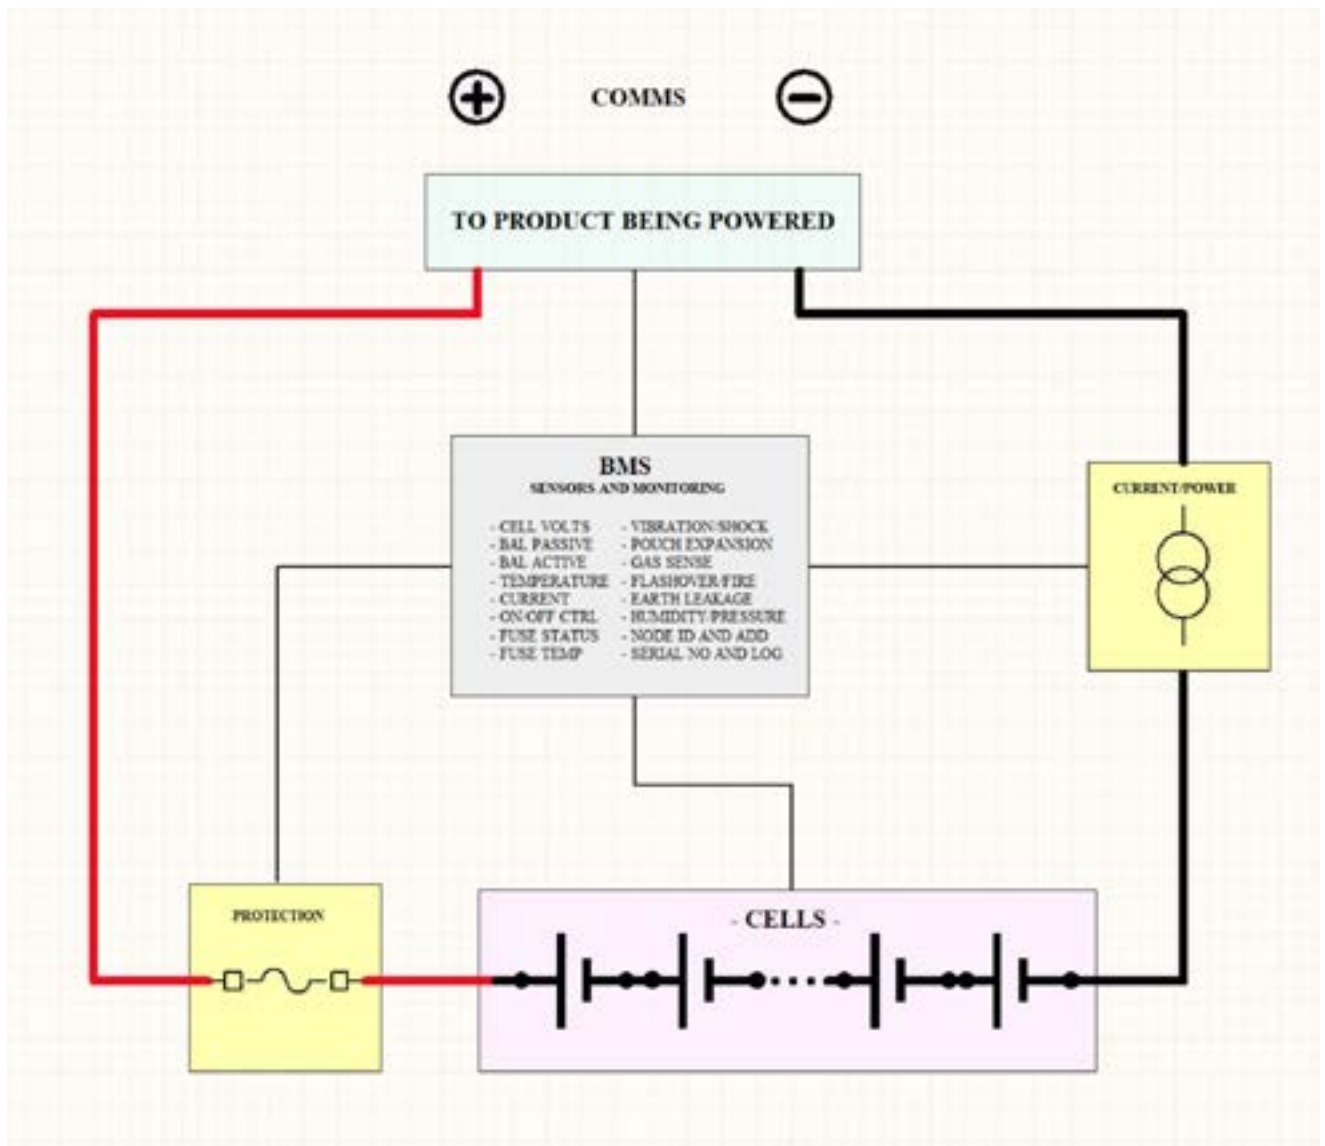 COMMS
TO PRODUCT BEING POWERED
BMS
SENSORS AND MONITORING
- CELL VOLTS
- BAL PASSIVE
- BAL ACTIVE
- TEMPERATURE
- CURRENT
- ON/OFF CTRL
- FUSE STATUS
- FUSE TEMP
- VIBRATION/SHOCK
- POUCH EXPANSION
- GAS SENSE
- FLASHOVER/FIRE
- EARTH LEAKAGE
- HUMIDITY/PRESSURE
- NODE ID AND ADD
- SERIAL NO AND LOG
CURRENT/POWER
PROTECTION
- CELLS -